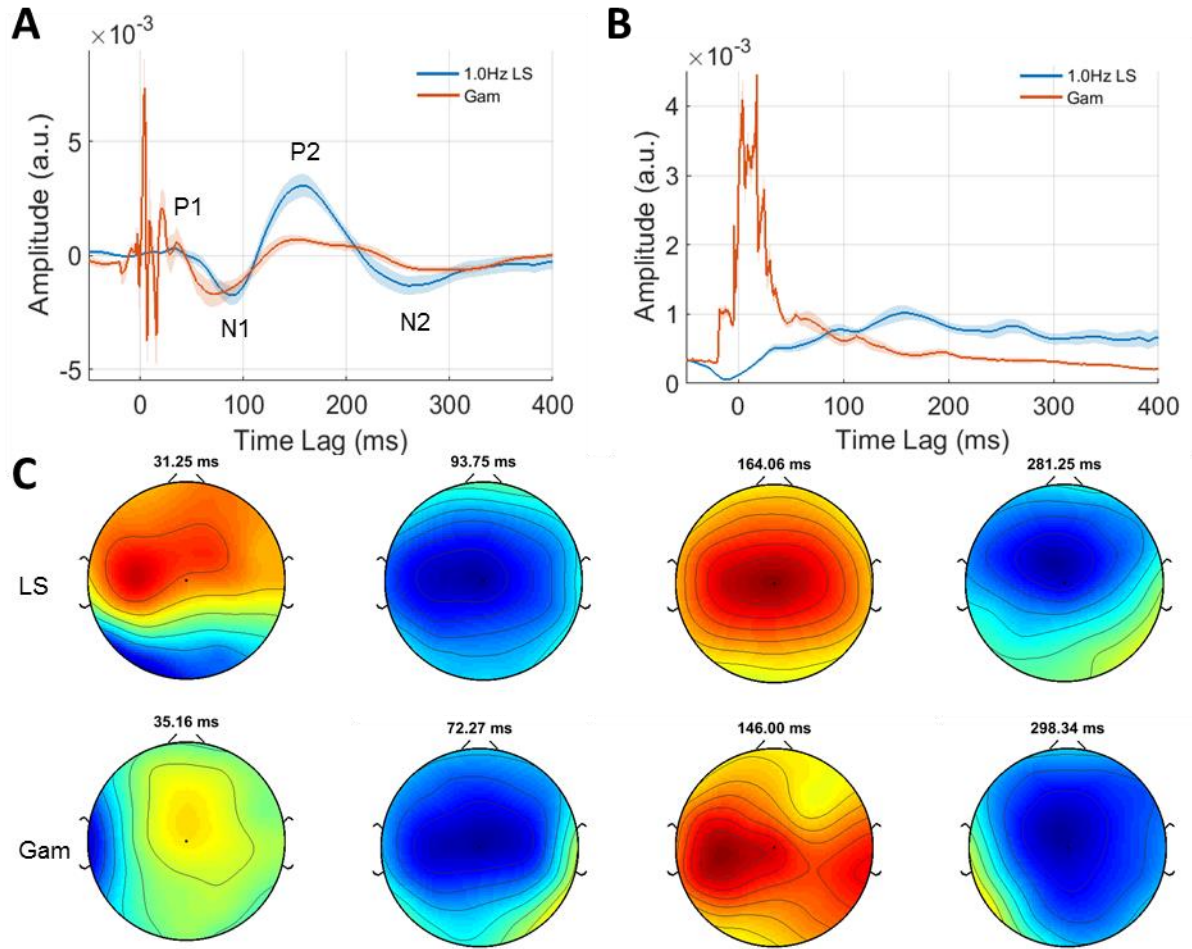 A
×10⁻³
1.0Hz LS
Gam
5
0
-5
P1
N1
P2
N2
Amplitude (a.u.)
0 100 200 300 400
Time Lag (ms)
B
×10⁻³
1.0Hz LS
Gam
4
3
2
1
0
Amplitude (a.u.)
0 100 200 300 400
Time Lag (ms)
C
31.25 ms 93.75 ms 164.06 ms 281.25 ms
LS
35.16 ms 72.27 ms 146.00 ms 298.34 ms
Gam